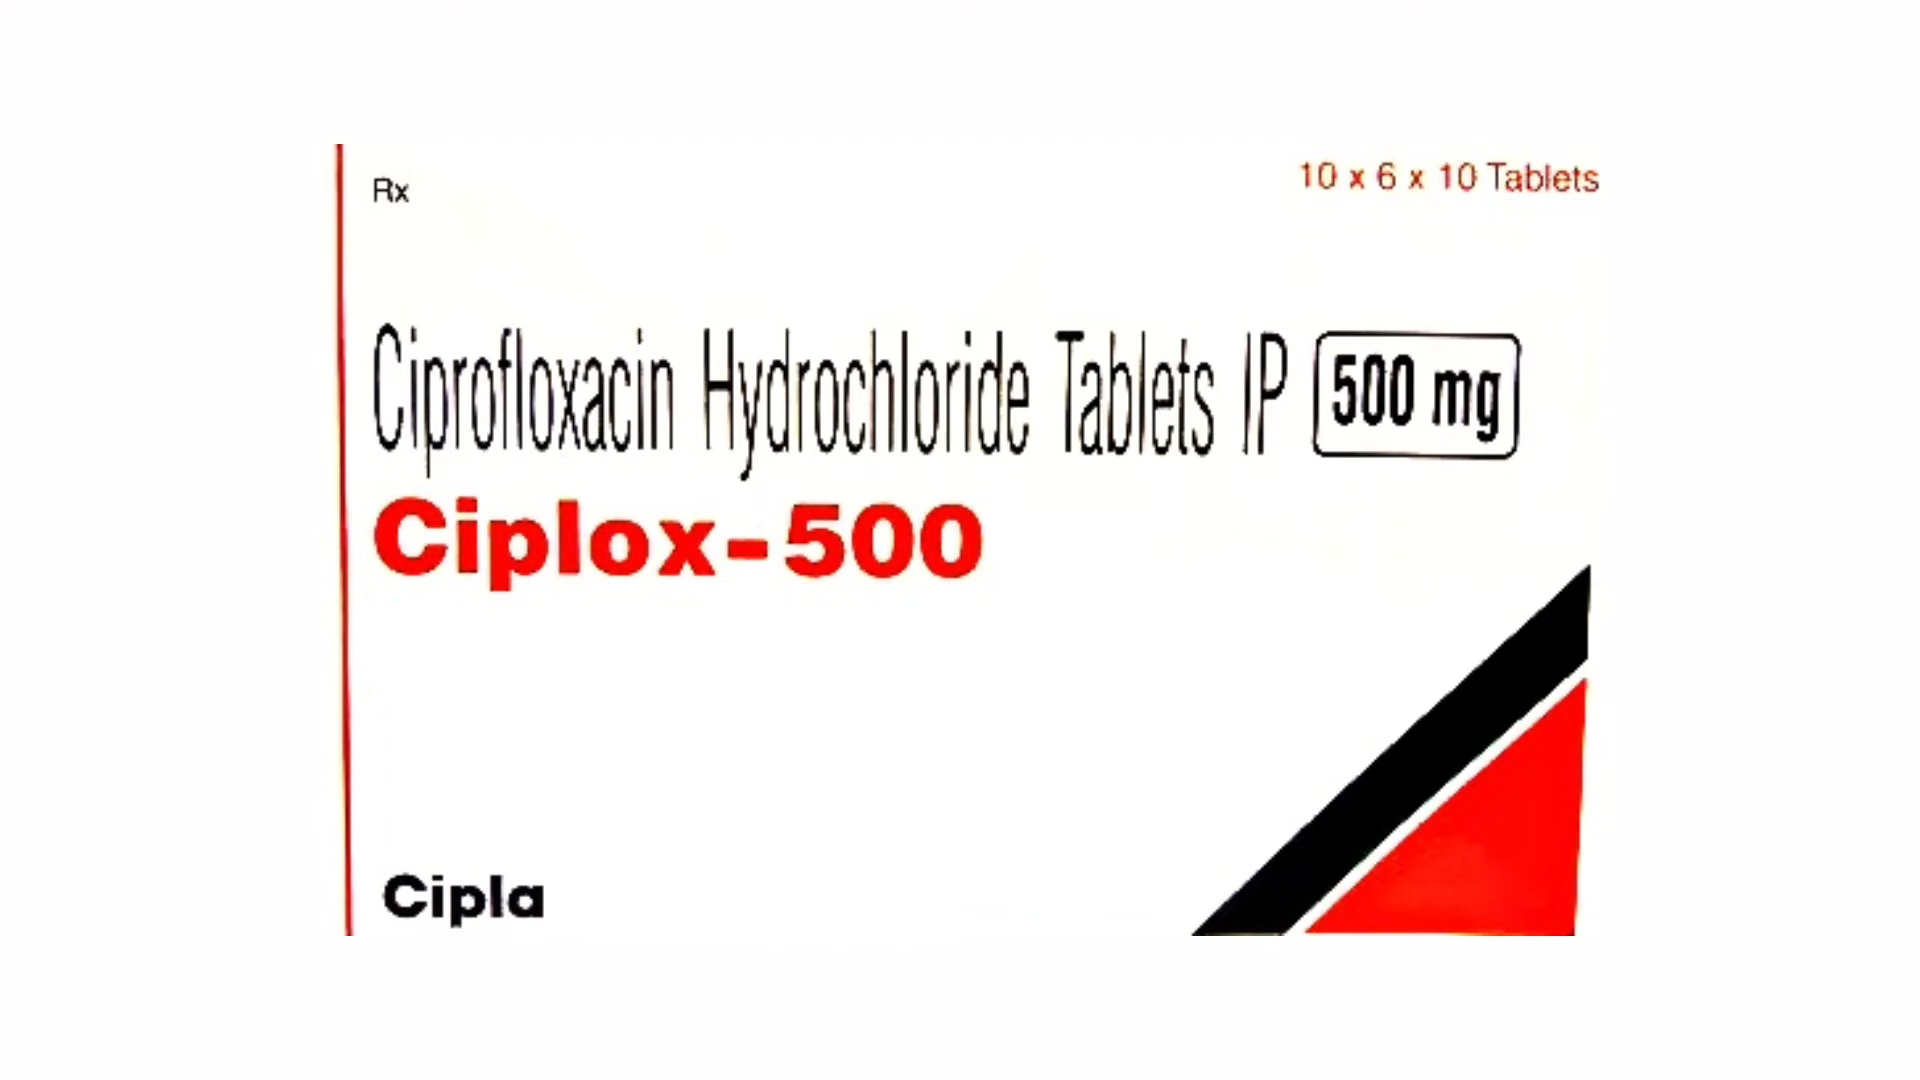 Rx
10 x 6 x 10 Tablets
Ciprofloxacin Hydrochloride Tablets IP 500 mg
Ciplox-500
Cipla